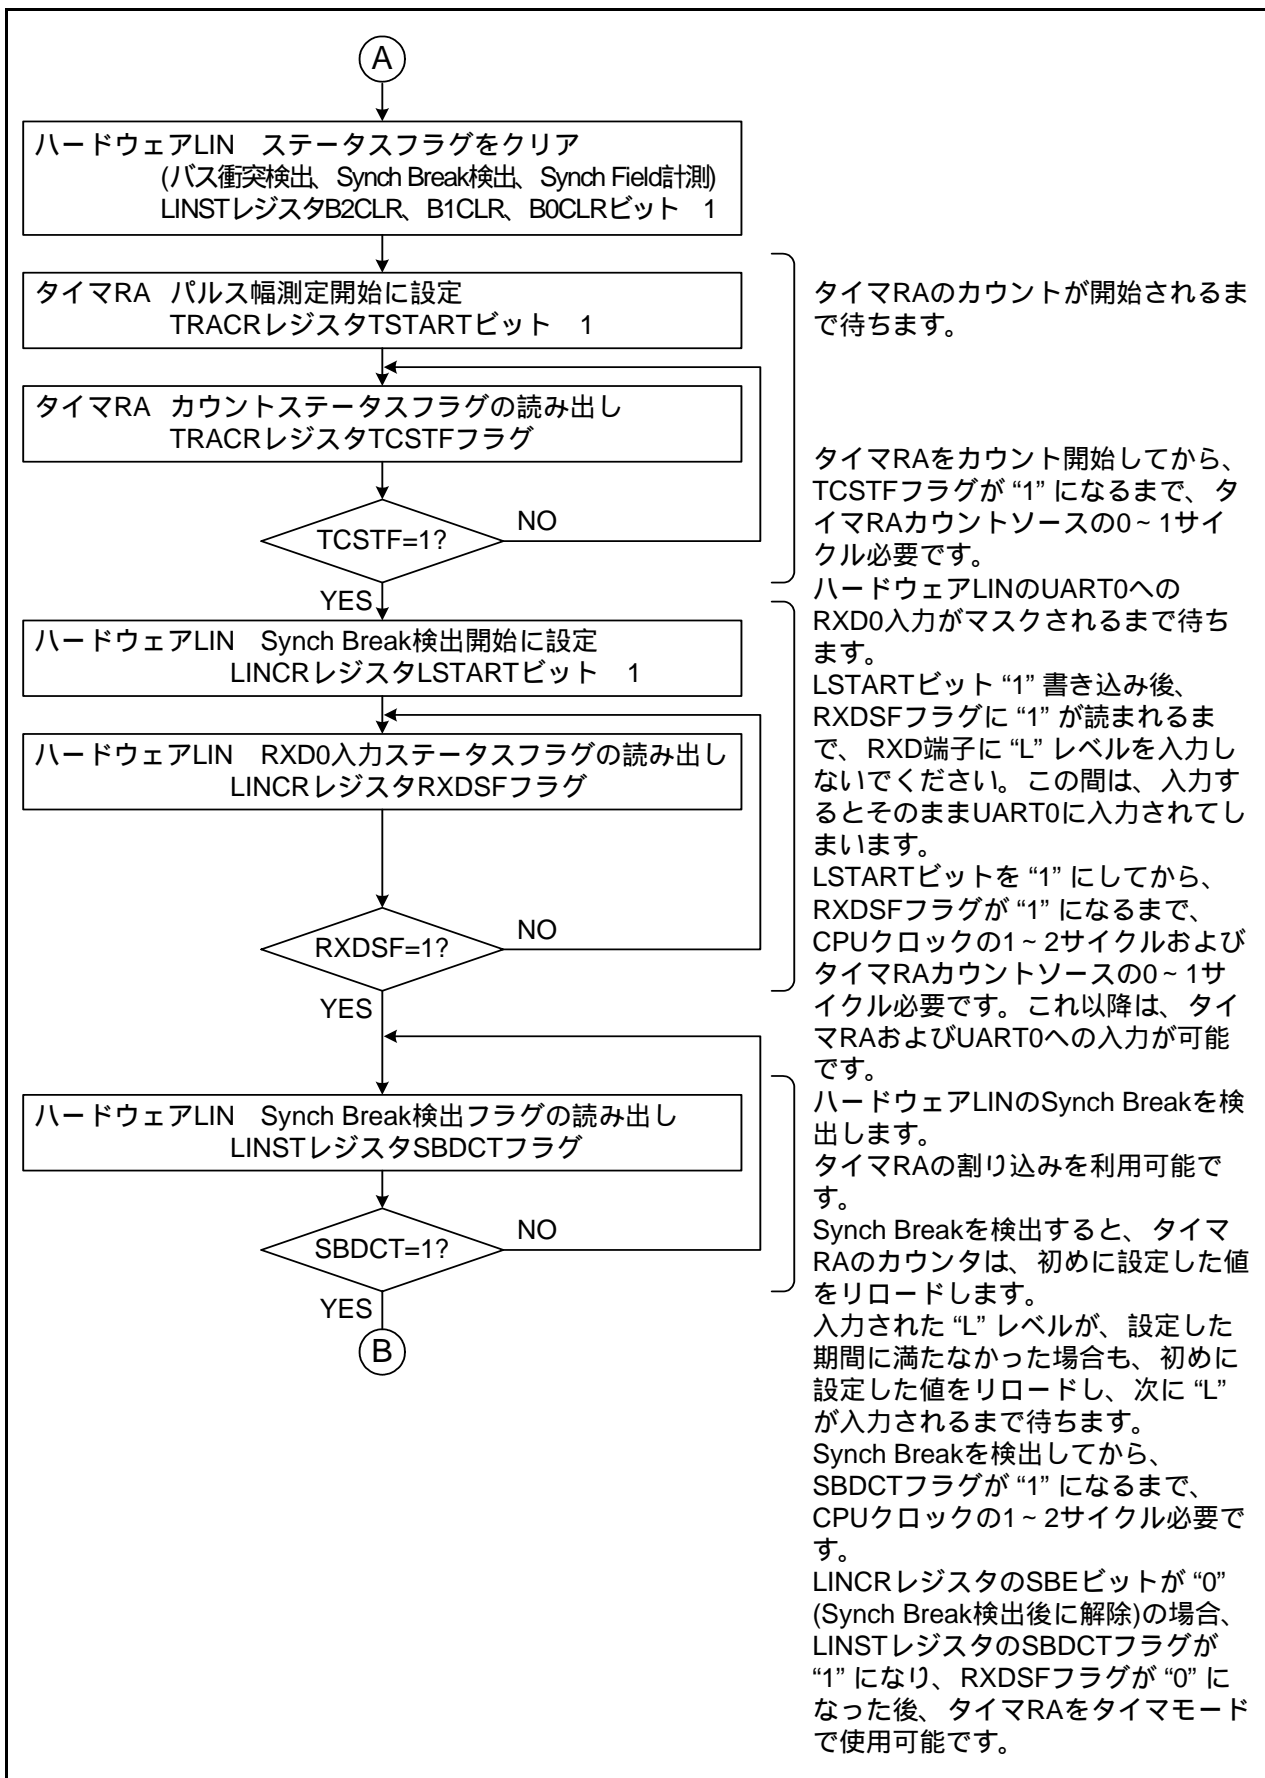 A
ハードウェアLIN　ステータスフラグをクリア
(バス衝突検出、Synch Break検出、Synch Field計測)
LINSTレジスタB2CLR、B1CLR、B0CLRビット　1
タイマRA　パルス幅測定開始に設定
TRACRレジスタTSTARTビット　1
タイマRA　カウントステータスフラグの読み出し
TRACRレジスタTCSTFフラグ
TCSTF=1?
NO
YES
ハードウェアLIN　Synch Break検出開始に設定
LINCRレジスタLSTARTビット　1
ハードウェアLIN　RXD0入力ステータスフラグの読み出し
LINCRレジスタRXDSFフラグ
RXDSF=1?
NO
YES
ハードウェアLIN　Synch Break検出フラグの読み出し
LINSTレジスタSBDCTフラグ
SBDCT=1?
NO
YES
B
タイマRAのカウントが開始されるま
で待ちます。
タイマRAをカウント開始してから、
TCSTFフラグが “1” になるまで、タ
イマRAカウントソースの0～1サイ
クル必要です。
ハードウェアLINのUART0への
RXD0入力がマスクされるまで待ち
ます。
LSTARTビット “1” 書き込み後、
RXDSFフラグに “1” が読まれるま
で、RXD端子に “L” レベルを入力し
ないでください。この間は、入力す
るとそのままUART0に入力されてし
まいます。
LSTARTビットを “1” にしてから、
RXDSFフラグが “1” になるまで、
CPUクロックの1～2サイクルおよび
タイマRAカウントソースの0～1サ
イクル必要です。これ以降は、タイ
マRAおよびUART0への入力が可能
です。
ハードウェアLINのSynch Breakを検
出します。
タイマRAの割り込みを利用可能で
す。
Synch Breakを検出すると、タイマ
RAのカウンタは、初めに設定した値
をリロードします。
入力された “L” レベルが、設定した
期間に満たなかった場合も、初めに
設定した値をリロードし、次に “L”
が入力されるまで待ちます。
Synch Breakを検出してから、
SBDCTフラグが “1” になるまで、
CPUクロックの1～2サイクル必要で
す。
LINCRレジスタのSBEビットが “0”
(Synch Break検出後に解除)の場合、
LINSTレジスタのSBDCTフラグが
“1” になり、RXDSFフラグが “0” に
なった後、タイマRAをタイマモード
で使用可能です。